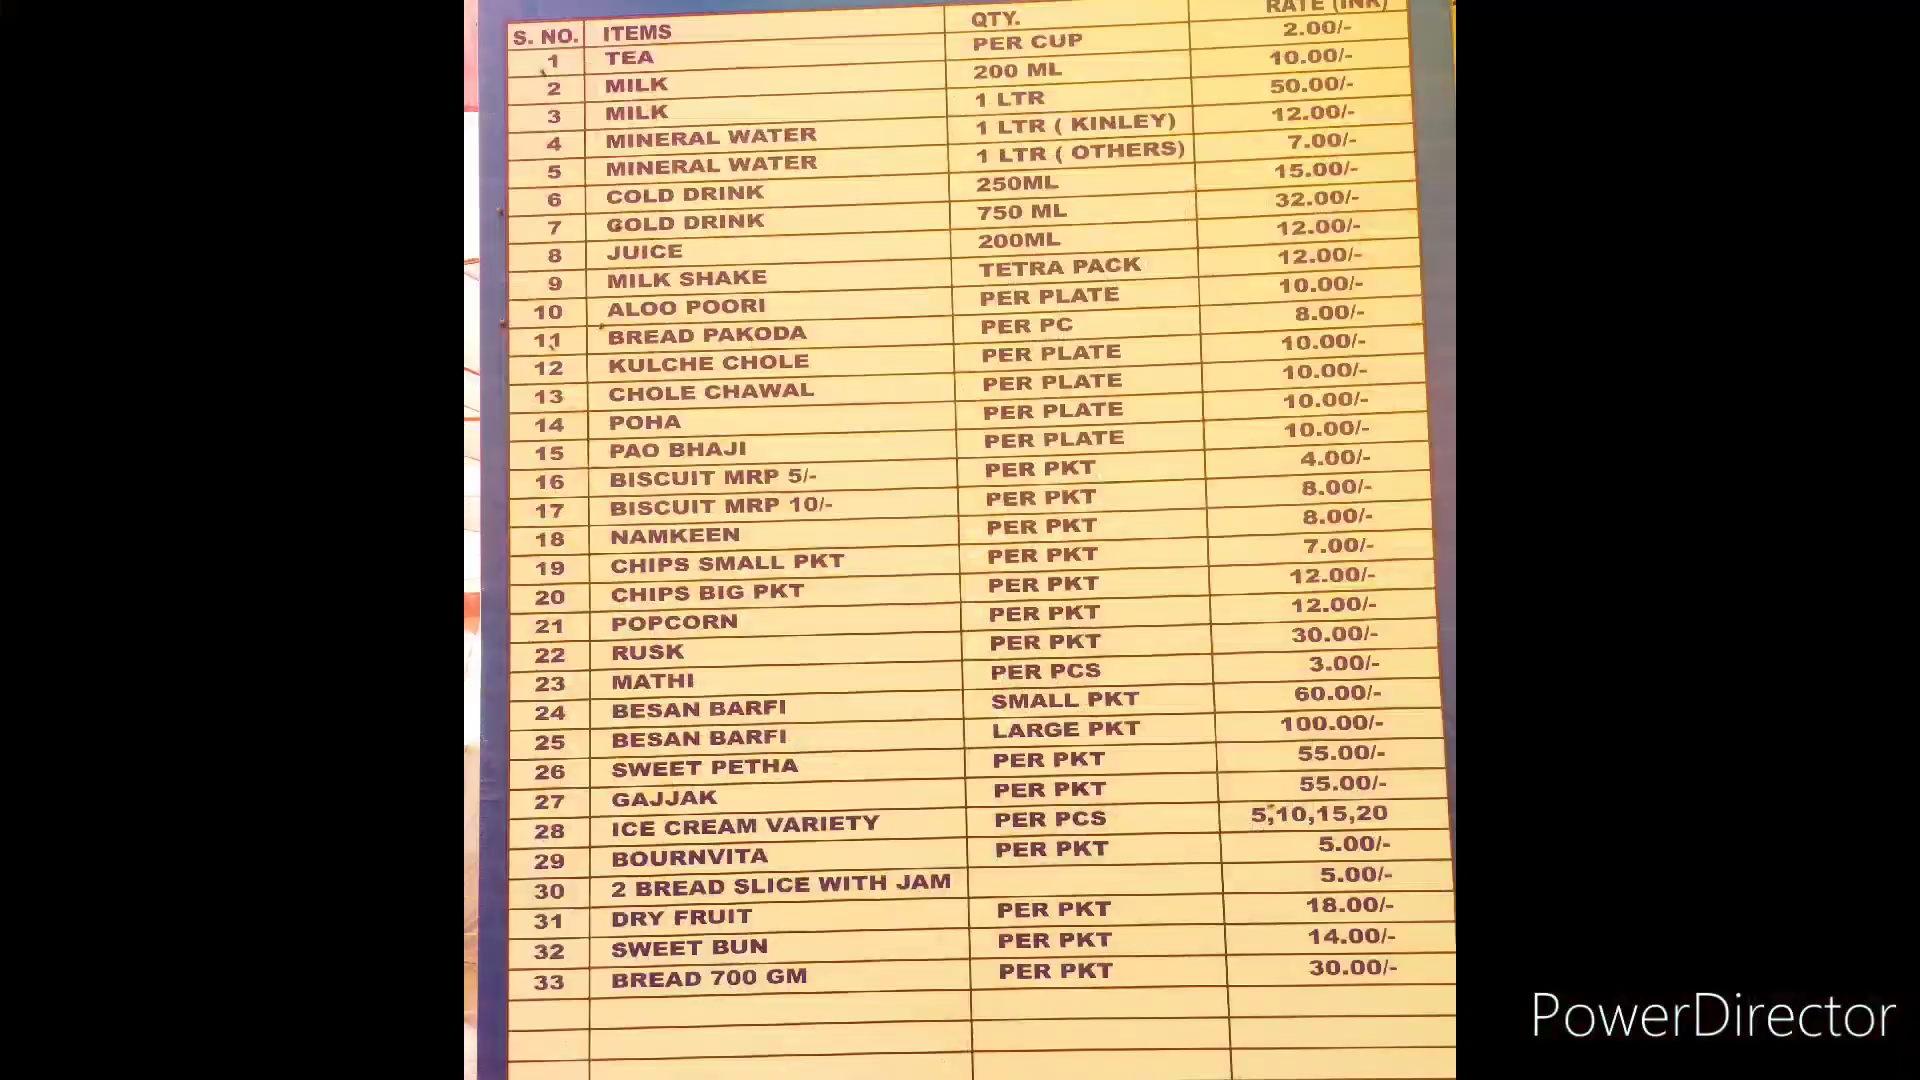 S. NO. ITEMS QTY. RATE (INR)
1 TEA PER CUP 2.00/-
2 MILK 200 ML 10.00/-
3 MILK 1 LTR 50.00/-
4 MINERAL WATER 1 LTR ( KINLEY) 12.00/-
5 MINERAL WATER 1 LTR ( OTHERS) 7.00/-
6 COLD DRINK 250ML 15.00/-
7 COLD DRINK 750 ML 32.00/-
8 JUICE 200ML 12.00/-
9 MILK SHAKE TETRA PACK 12.00/-
10 ALOO POORI PER PLATE 10.00/-
11 BREAD PAKODA PER PC 8.00/-
12 KULCHE CHOLE PER PLATE 10.00/-
13 CHOLE CHAWAL PER PLATE 10.00/-
14 POHA PER PLATE 10.00/-
15 PAO BHAJI PER PLATE 10.00/-
16 BISCUIT MRP 5/- PER PKT 4.00/-
17 BISCUIT MRP 10/- PER PKT 8.00/-
18 NAMKEEN PER PKT 8.00/-
19 CHIPS SMALL PKT PER PKT 7.00/-
20 CHIPS BIG PKT PER PKT 12.00/-
21 POPCORN PER PKT 12.00/-
22 RUSK PER PKT 30.00/-
23 MATHI PER PCS 3.00/-
24 BESAN BARFI SMALL PKT 60.00/-
25 BESAN BARFI LARGE PKT 100.00/-
26 SWEET PETHA PER PKT 55.00/-
27 GAJJAK PER PKT 55.00/-
28 ICE CREAM VARIETY PER PCS 5,10,15,20
29 BOURNVITA PER PKT 5.00/-
30 2 BREAD SLICE WITH JAM 5.00/-
31 DRY FRUIT PER PKT 18.00/-
32 SWEET BUN PER PKT 14.00/-
33 BREAD 700 GM PER PKT 30.00/-
PowerDirector